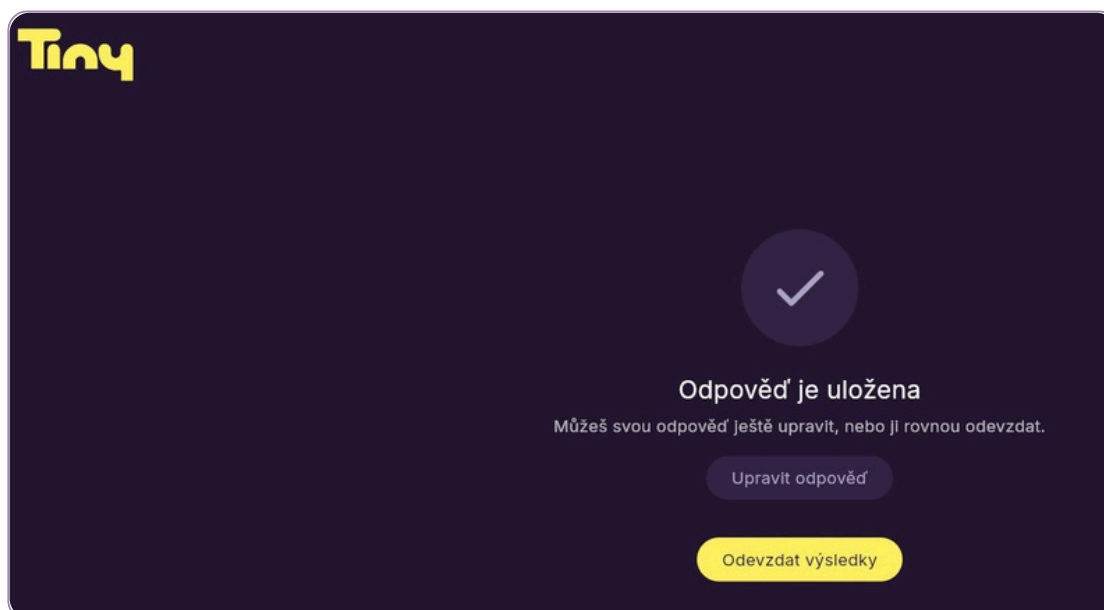 Tiny
Odpověď je uložena
Můžeš svou odpověď ještě upravit, nebo ji rovnou odevzdat.
Upravit odpověď
Odevzdat výsledky